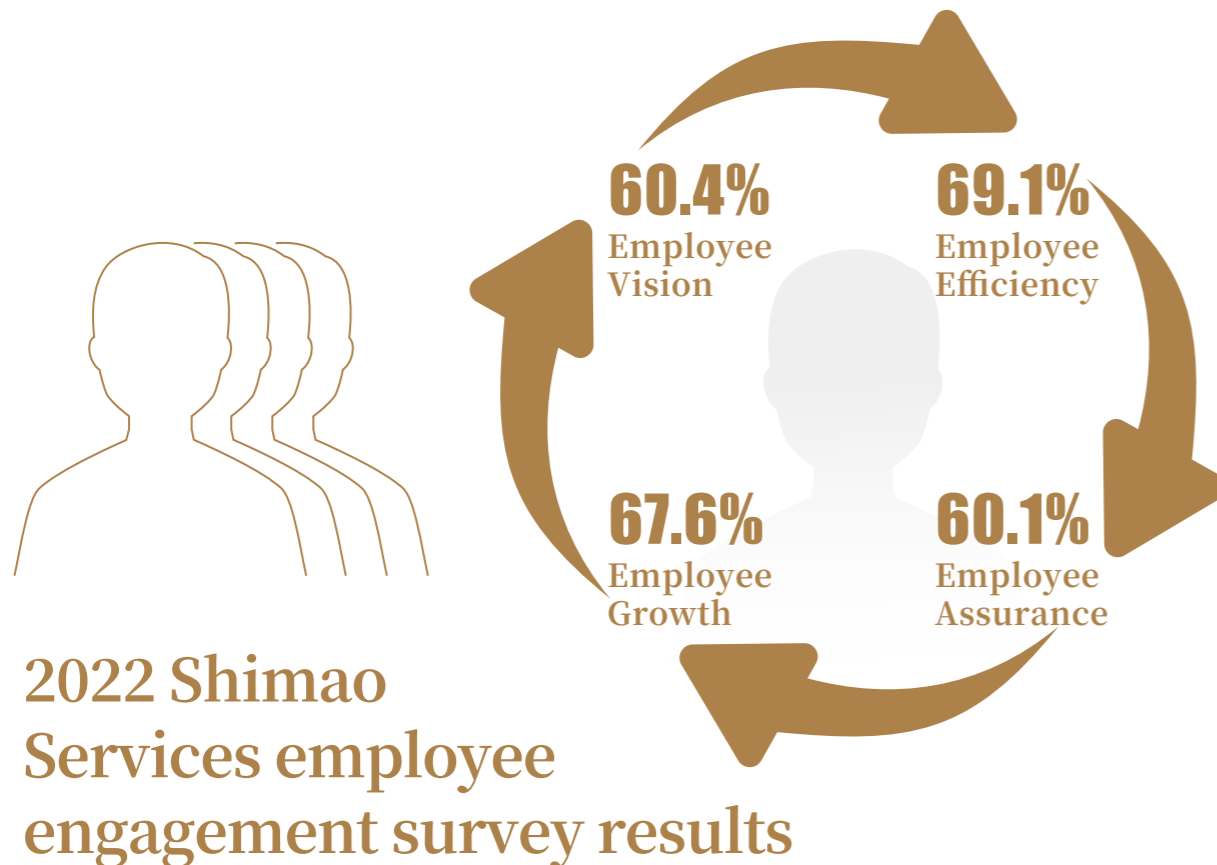 60.4%
Employee
Vision
69.1%
Employee
Efficiency
67.6%
Employee
Growth
60.1%
Employee
Assurance
2022 Shimao
Services employee
engagement survey results